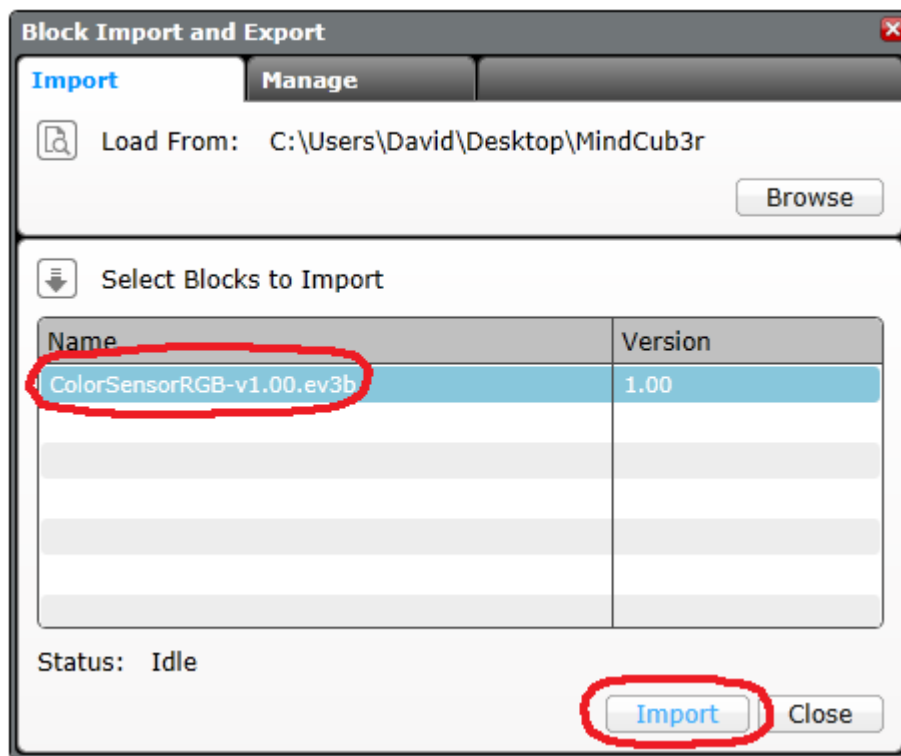 Block Import and Export
Import Manage
Load From: C:\Users\David\Desktop\MindCub3r
Browse
Select Blocks to Import
Name Version
ColorSensorRGB-v1.00.ev3b 1.00
Status: Idle
Import Close